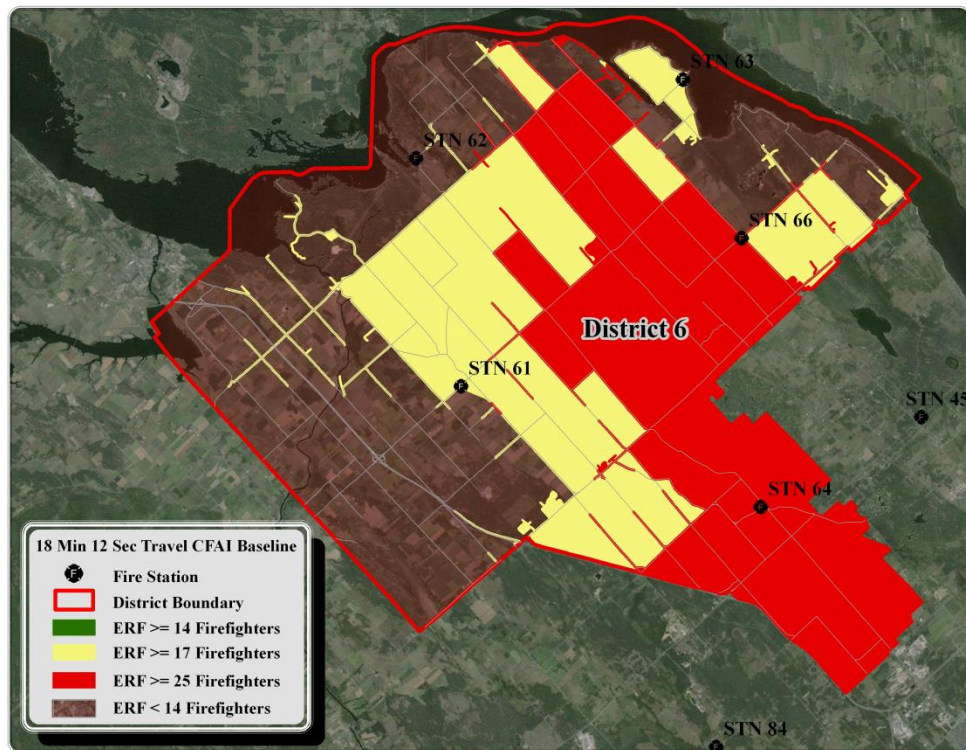 STN 63
STN 62
STN 66
District 6
STN 61
STN 45
STN 64
STN 84
18 Min 12 Sec Travel CFAI Baseline
F Fire Station
District Boundary
ERF >= 14 Firefighters
ERF >= 17 Firefighters
ERF >= 25 Firefighters
ERF < 14 Firefighters